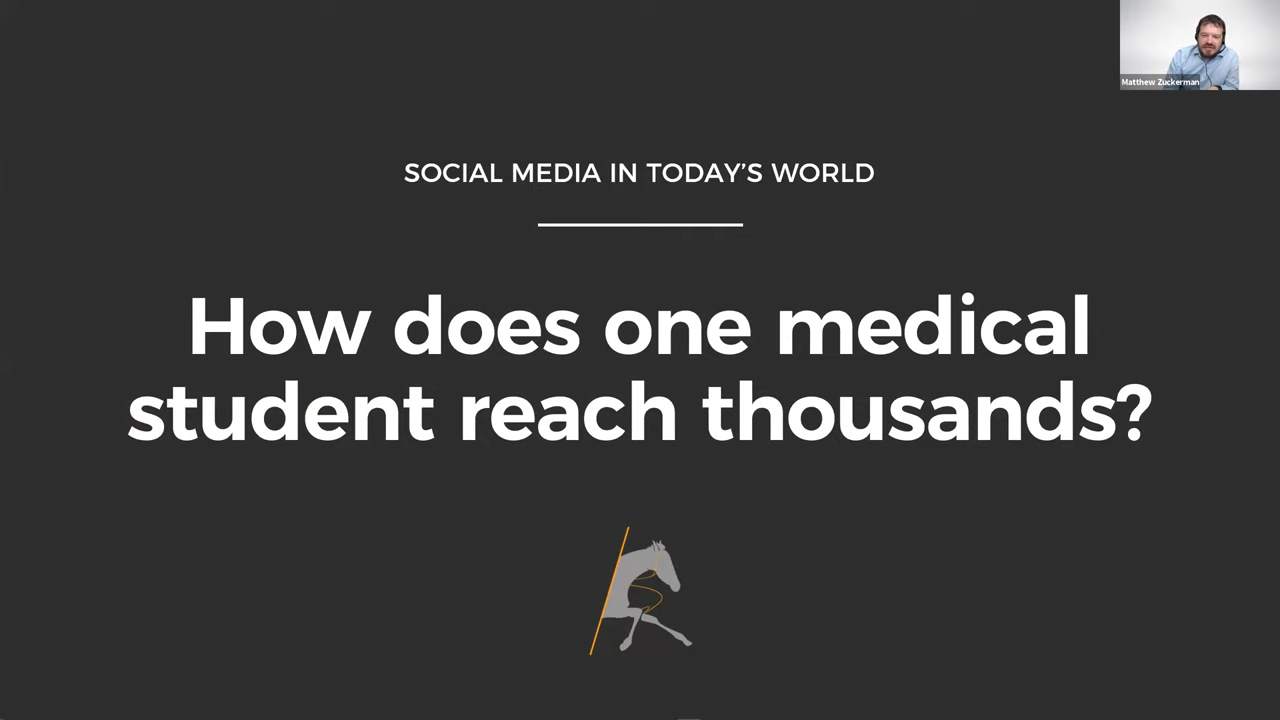 Matthew Zuckerman
SOCIAL MEDIA IN TODAY’S WORLD
How does one medical
student reach thousands?